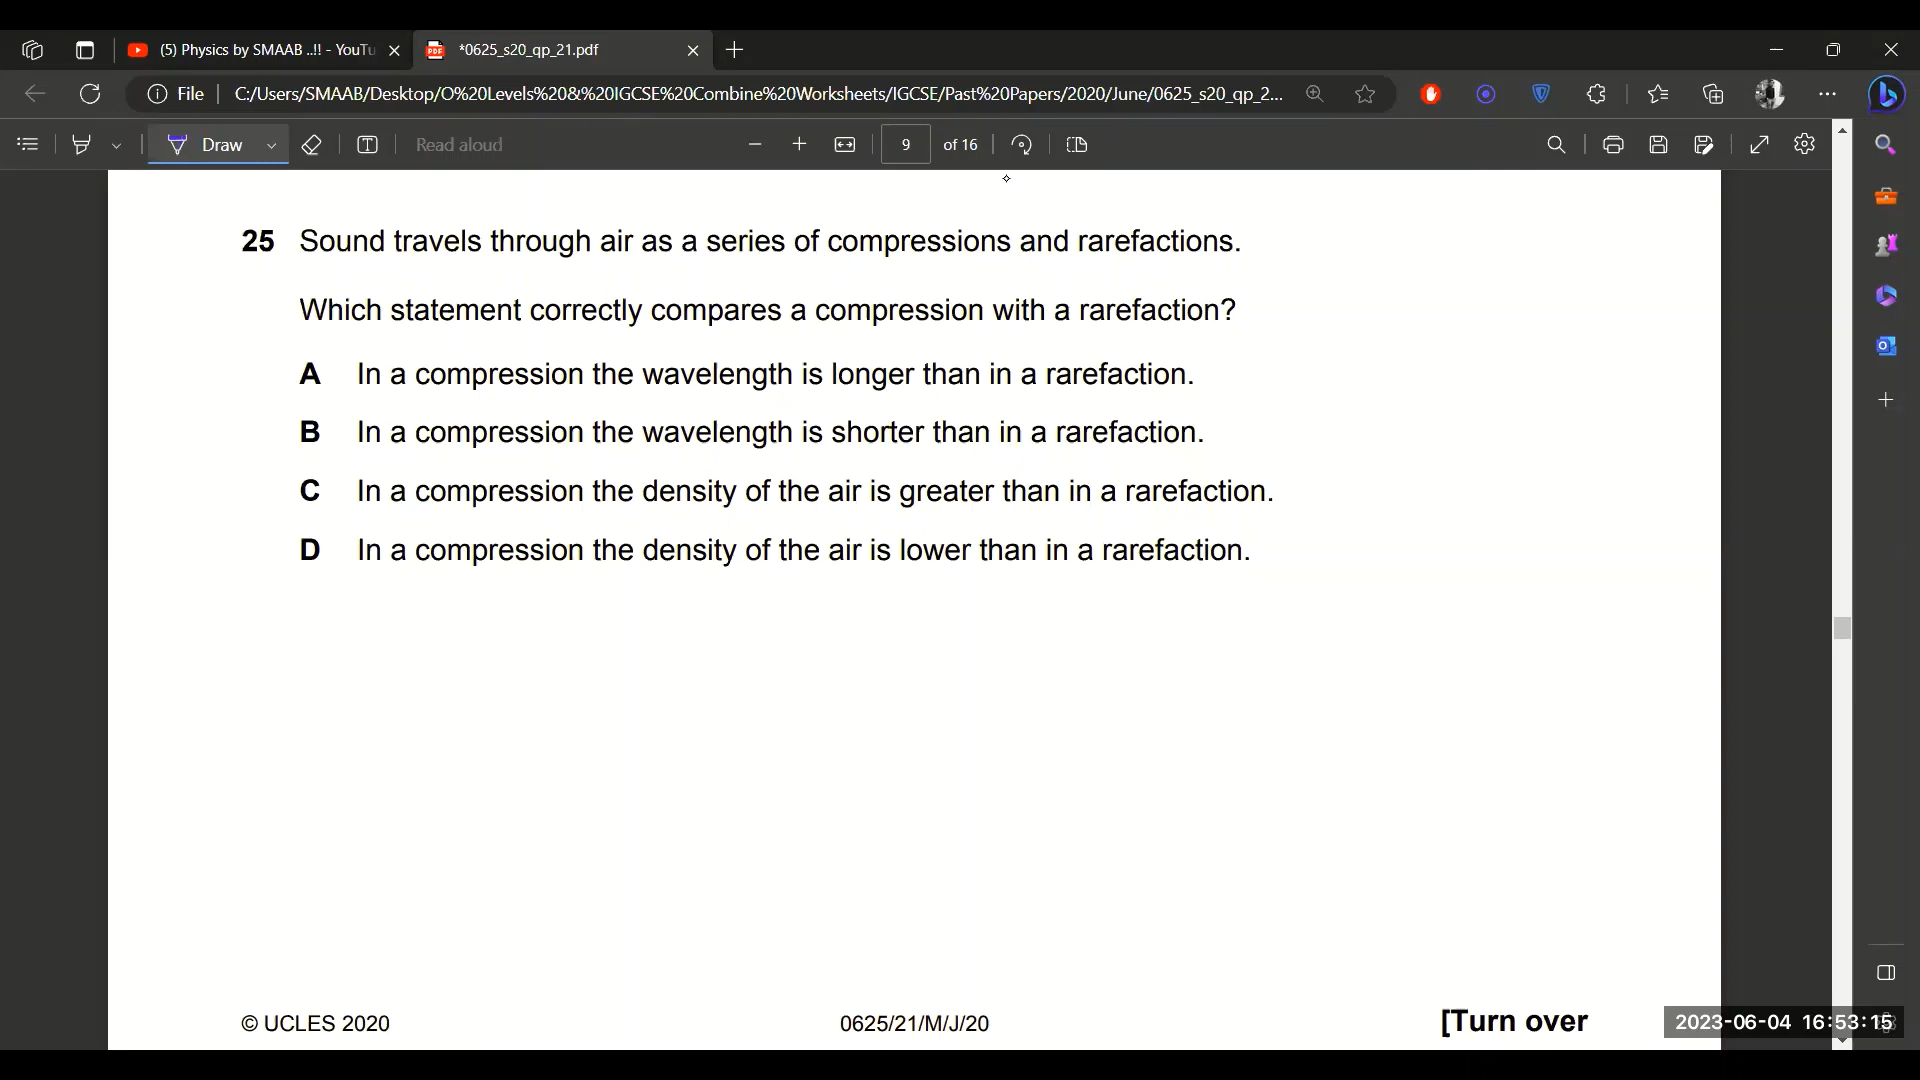 (5) Physics by SMAAB ..!! - YouTu
*0625_s20_qp_21.pdf
File
C:/Users/SMAAB/Desktop/O%20Levels%20&%20IGCSE%20Combine%20Worksheets/IGCSE/Past%20Papers/2020/June/0625_s20_qp_2...
Draw
Read aloud
9 of 16
25 Sound travels through air as a series of compressions and rarefactions.
Which statement correctly compares a compression with a rarefaction?
A In a compression the wavelength is longer than in a rarefaction.
B In a compression the wavelength is shorter than in a rarefaction.
C In a compression the density of the air is greater than in a rarefaction.
D In a compression the density of the air is lower than in a rarefaction.
© UCLES 2020
0625/21/M/J/20
[Turn over
2023-06-04 16:53:15